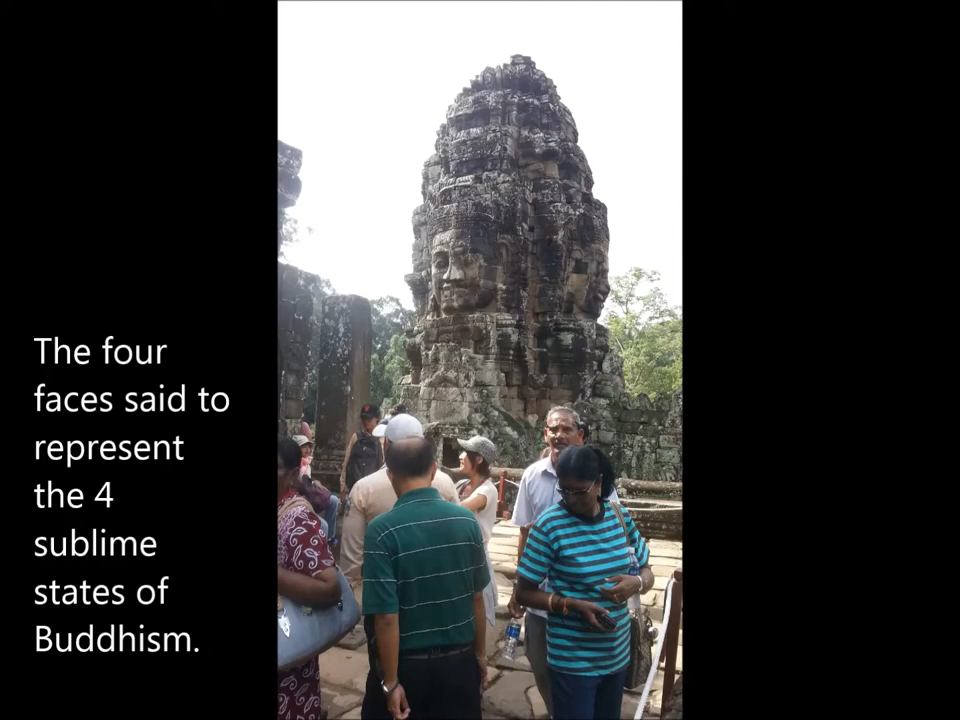 The four
faces said to
represent
the 4
sublime
states of
Buddhism.